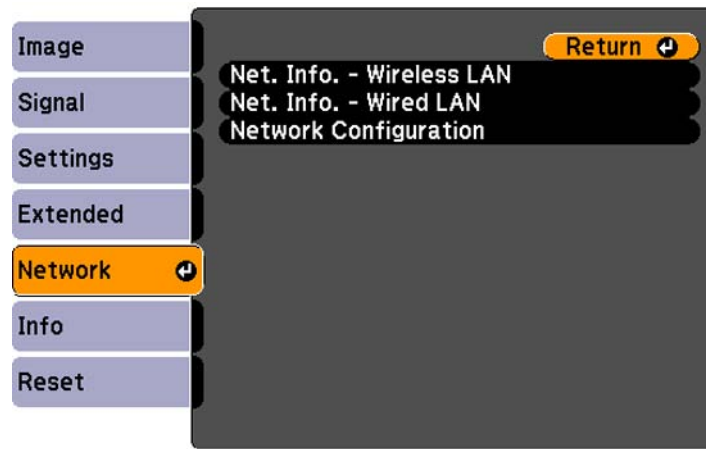 Image
Signal
Settings
Extended
Network
Info
Reset
Return
Net. Info. - Wireless LAN
Net. Info. - Wired LAN
Network Configuration